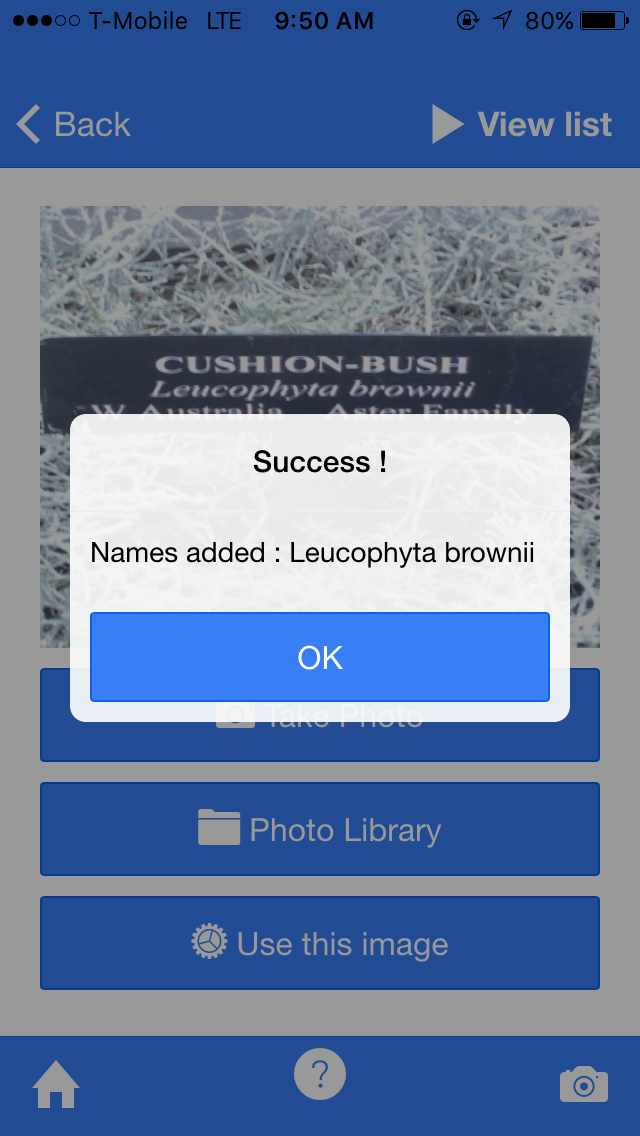 T-Mobile LTE 9:50 AM 80%
Back View list
CUSHION-BUSH
Leucophyta brownii
W Australia Aster Family
Success !
Names added : Leucophyta brownii
OK
Take Photo
Photo Library
Use this image
?